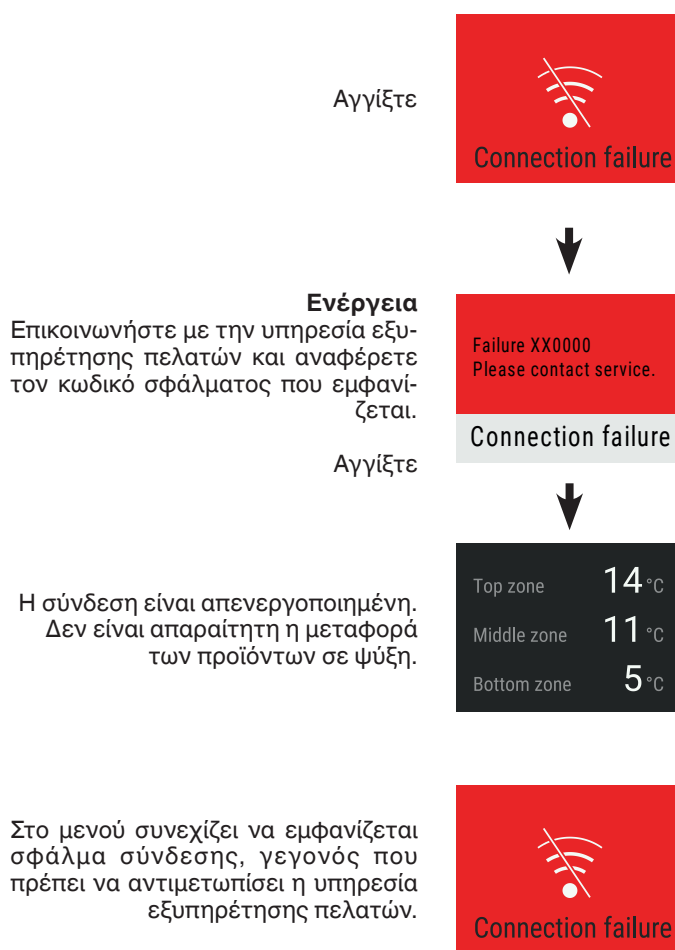 Αγγίξτε
Connection failure
Ενέργεια
Επικοινωνήστε με την υπηρεσία εξυ-
πηρέτησης πελατών και αναφέρετε
τον κωδικό σφάλματος που εμφανί-
ζεται.
Failure XX0000
Please contact service.
Connection failure
Αγγίξτε
Η σύνδεση είναι απενεργοποιημένη.
Δεν είναι απαραίτητη η μεταφορά
των προϊόντων σε ψύξη.
Top zone 14 °C
Middle zone 11 °C
Bottom zone 5 °C
Στο μενού συνεχίζει να εμφανίζεται
σφάλμα σύνδεσης, γεγονός που
πρέπει να αντιμετωπίσει η υπηρεσία
εξυπηρέτησης πελατών.
Connection failure